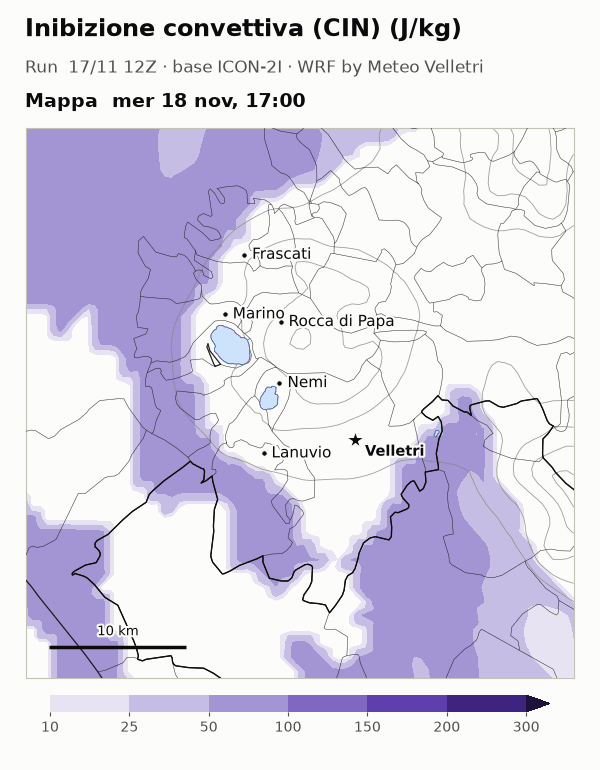 Inibizione convettiva (CIN) (J/kg)
Run 17/11 12Z · base ICON-2I · WRF by Meteo Velletri
Mappa mer 18 nov, 17:00
Frascati
Marino
Rocca di Papa
Nemi
Velletri
Lanuvio
10 km
10 25 50 100 150 200 300